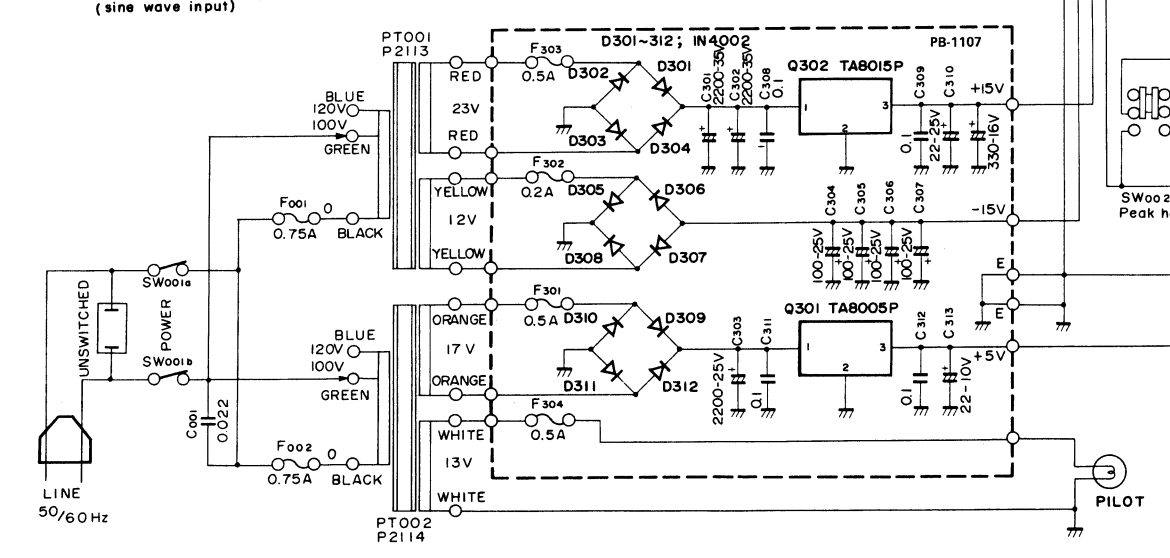 (sine wave input)
PT001
P2113
D301~312; IN4002
PB-1107
F303
0.5A
RED
23V
RED
D302
D301
D303
D304
C301
2200-35V
C302
2200-35V
C308
0.1
Q302 TA8015P
1
3
2
C309
0.1
C310
22-25V
330-16V
+15V
BLUE
120V
100V
GREEN
F001
0.75A
0
BLACK
F302
0.2A
YELLOW
12V
YELLOW
D305
D306
D308
D307
C304
100-25V
C305
100-25V
C306
100-25V
C307
100-25V
-15V
SW002
Peak h
E
E
UNSWITCHED
SW001a
POWER
SW001b
C001
0.022
LINE
50/60Hz
BLUE
120V
100V
GREEN
F002
0.75A
0
BLACK
F301
0.5A
ORANGE
17V
ORANGE
D310
D309
D311
D312
C303
2200-25V
C311
0.1
Q301 TA8005P
1
3
2
C312
0.1
C313
22-10V
+5V
F304
0.5A
WHITE
13V
WHITE
PT002
P2114
PILOT